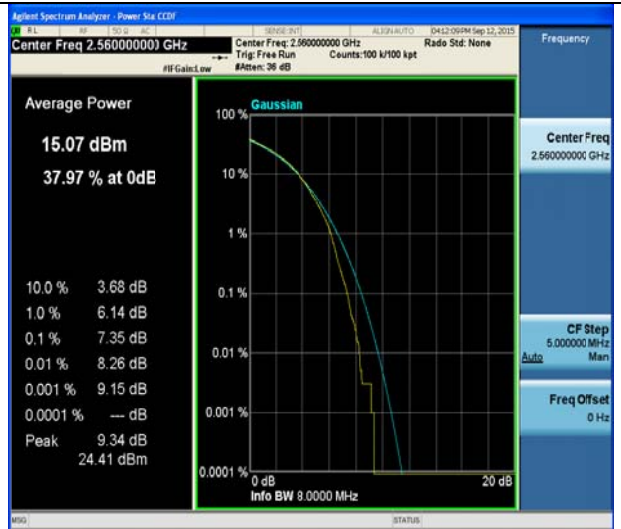 Agilent Spectrum Analyzer - Power Stat CCDF
RL RF 50 Ω AC SENSE:INT ALIGNAUTO 04:12:09PM Sep 12, 2015
Center Freq 2.560000000 GHz
Center Freq: 2.560000000 GHz
Radio Std: None
Trig: Free Run Counts:100 k/100 kpt
#IFGain:Low #Atten: 36 dB
Frequency
Average Power
15.07 dBm
37.97 % at 0dB
10.0 % 3.68 dB
1.0 % 6.14 dB
0.1 % 7.35 dB
0.01 % 8.26 dB
0.001 % 9.15 dB
0.0001 % --- dB
Peak 9.34 dB
24.41 dBm
Gaussian
100 %
10 %
1 %
0.1 %
0.01 %
0.001 %
0.0001 %
0 dB 20 dB
Info BW 8.0000 MHz
Center Freq
2.560000000 GHz
CF Step
5.000000 MHz
Auto Man
Freq Offset
0 Hz
MSG STATUS